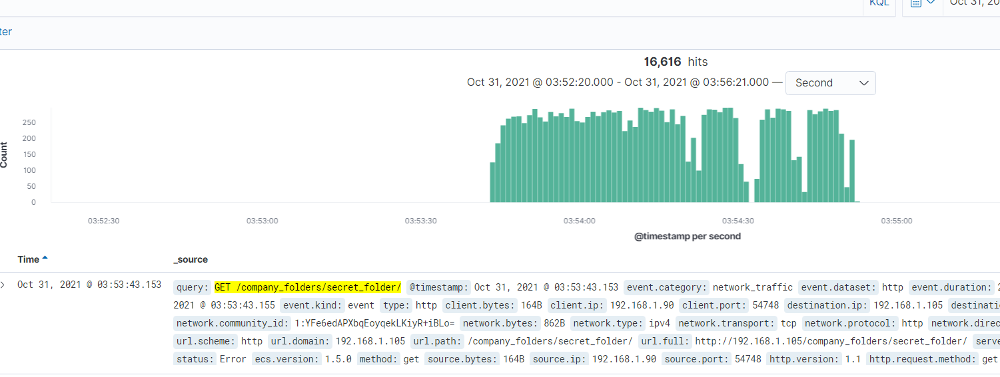 KQL
Oct 31, 20
ter
16,616 hits
Oct 31, 2021 @ 03:52:20.000 - Oct 31, 2021 @ 03:56:21.000 — Second
250
200
150
100
50
0
Count
03:52:30 03:53:00 03:53:30 03:54:00 03:54:30 03:55:00
@timestamp per second
Time _source
Oct 31, 2021 @ 03:53:43.153 query: GET /company_folders/secret_folder/ @timestamp: Oct 31, 2021 @ 03:53:43.153 event.category: network_traffic event.dataset: http event.duration: 2
2021 @ 03:53:43.155 event.kind: event type: http client.bytes: 164B client.ip: 192.168.1.90 client.port: 54748 destination.ip: 192.168.1.105 destinati
network.community_id: 1:YFe6edAPXbqEoyqekLKiyR+iBLo= network.bytes: 862B network.type: ipv4 network.transport: tcp network.protocol: http network.direc
url.scheme: http url.domain: 192.168.1.105 url.path: /company_folders/secret_folder/ url.full: http://192.168.1.105/company_folders/secret_folder/ serve
status: Error ecs.version: 1.5.0 method: get source.bytes: 164B source.ip: 192.168.1.90 source.port: 54748 http.version: 1.1 http.request.method: get